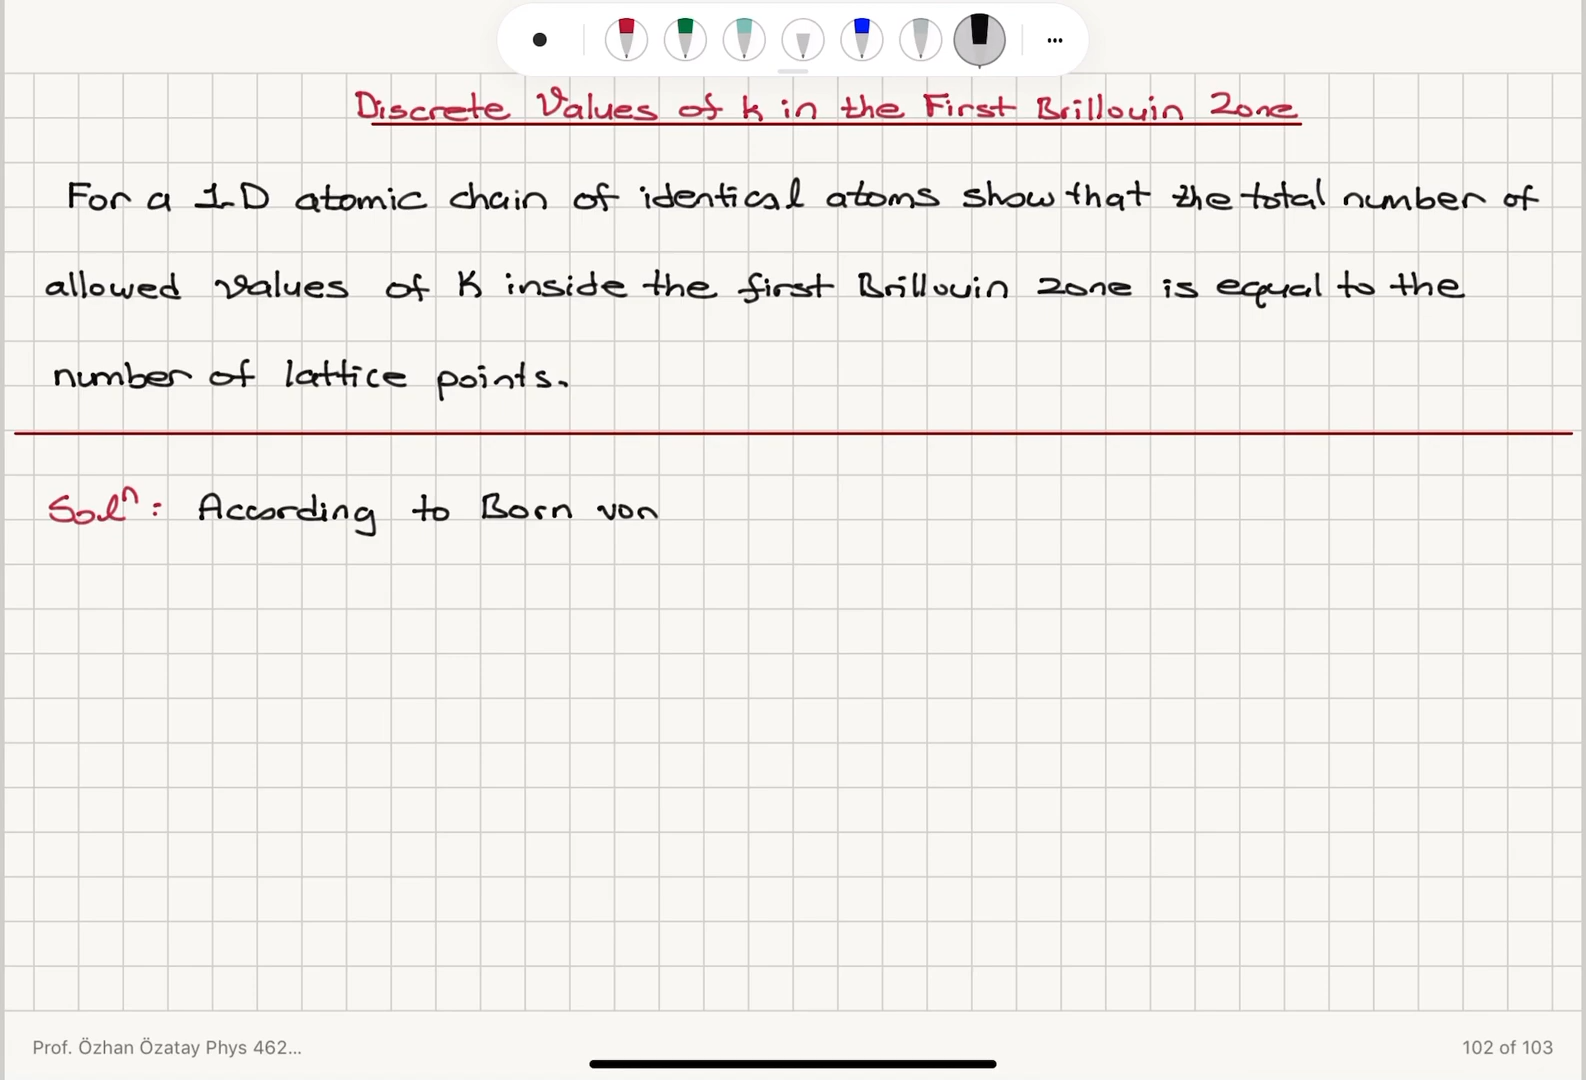 Discrete Values of k in the First Brillouin Zone
For a 1-D atomic chain of identical atoms show that the total number of
allowed values of K inside the first Brillouin zone is equal to the
number of lattice points.
Solⁿ: According to Born von
Prof. Özhan Özatay Phys 462...
102 of 103